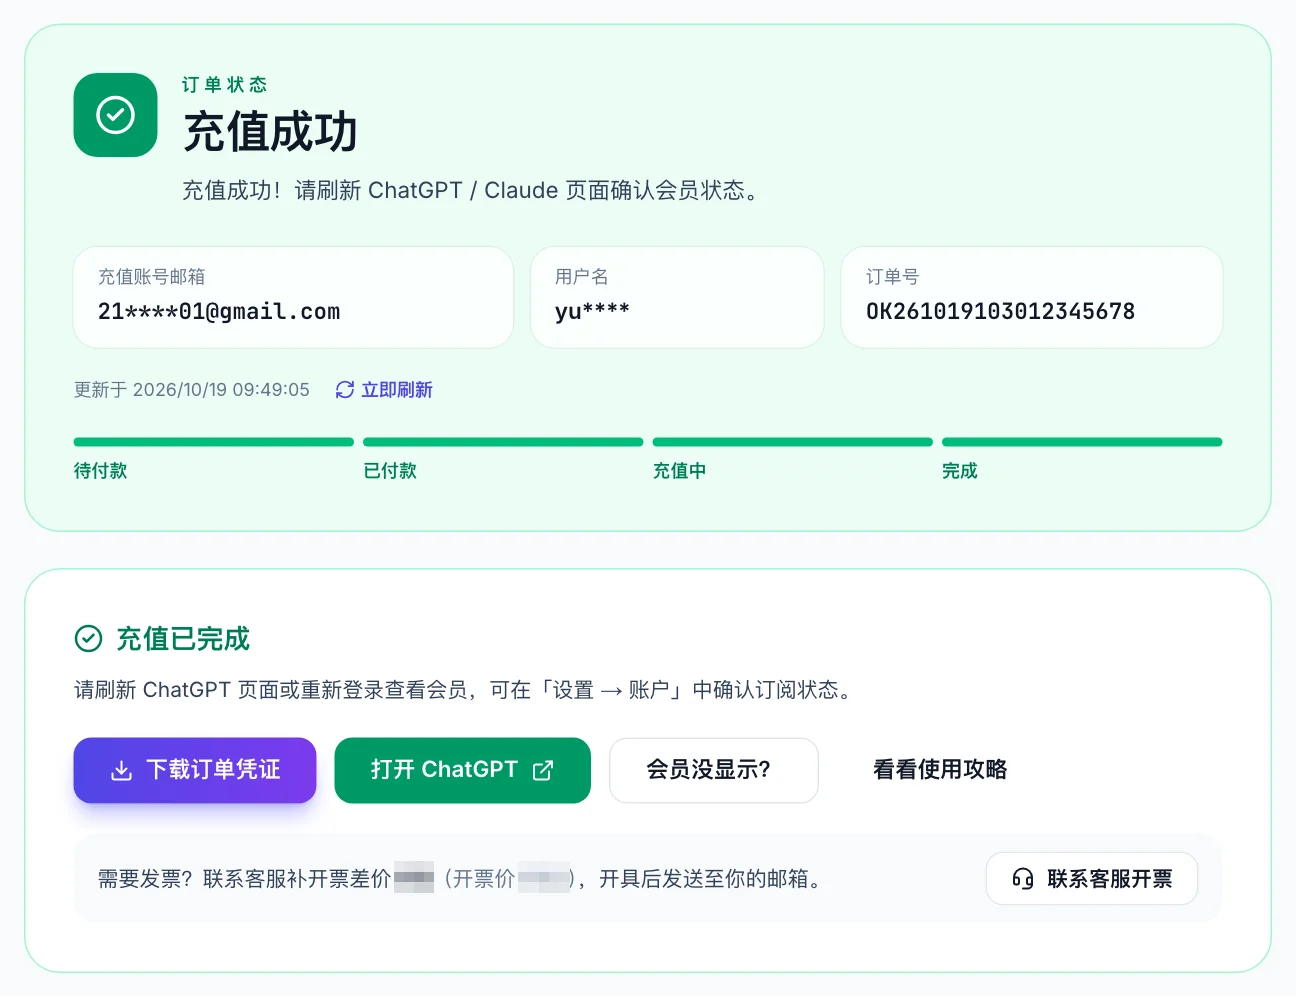 订单状态
充值成功
充值成功！请刷新 ChatGPT / Claude 页面确认会员状态。
充值账号邮箱
21****01@gmail.com
用户名
yu****
订单号
OK261019103012345678
更新于 2026/10/19 09:49:05
立即刷新
待付款
已付款
充值中
完成
充值已完成
请刷新 ChatGPT 页面或重新登录查看会员，可在「设置 → 账户」中确认订阅状态。
下载订单凭证
打开 ChatGPT
会员没显示?
看看使用攻略
需要发票？联系客服补开票差价（开票价），开具后发送至你的邮箱。
联系客服开票